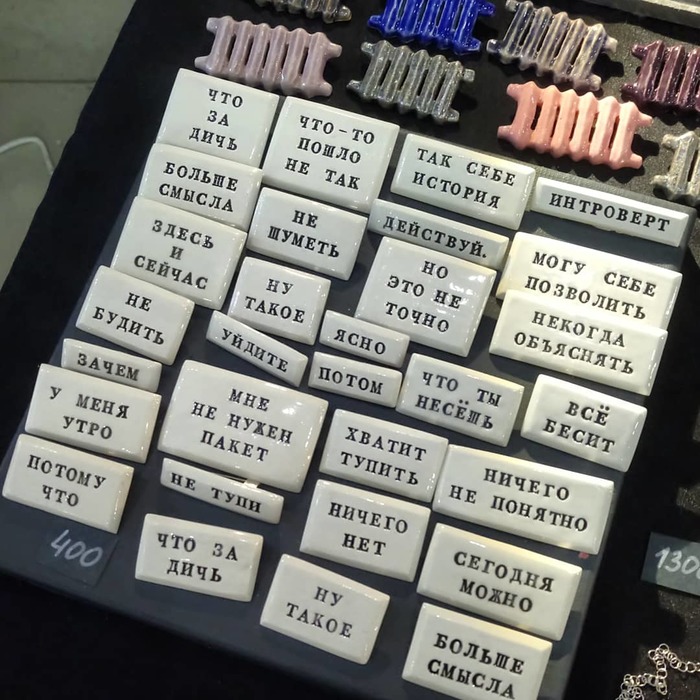 ЧТО
ЗА
ДИЧЬ
ЧТО-ТО
ПОШЛО
НЕ ТАК
ТАК СЕБЕ
ИСТОРИЯ
ИНТРОВЕРТ
БОЛЬШЕ
СМЫСЛА
НЕ
ШУМЕТЬ
ДЕЙСТВУЙ.
ЗДЕСЬ
И
СЕЙЧАС
НУ
ТАКОЕ
НО
ЭТО НЕ
ТОЧНО
МОГУ СЕБЕ
ПОЗВОЛИТЬ
НЕ
БУДИТЬ
УЙДИТЕ
ЯСНО
НЕКОГДА
ОБЪЯСНЯТЬ
ЗАЧЕМ
ПОТОМ
ЧТО ТЫ
НЕСЁШЬ
ВСЁ
БЕСИТ
У МЕНЯ
УТРО
МНЕ
НЕ НУЖЕН
ПАКЕТ
ХВАТИТ
ТУПИТЬ
НИЧЕГО
НЕ ПОНЯТНО
ПОТОМУ
ЧТО
НЕ ТУПИ
НИЧЕГО
НЕТ
400
ЧТО ЗА
ДИЧЬ
СЕГОДНЯ
МОЖНО
НУ
ТАКОЕ
БОЛЬШЕ
СМЫСЛА